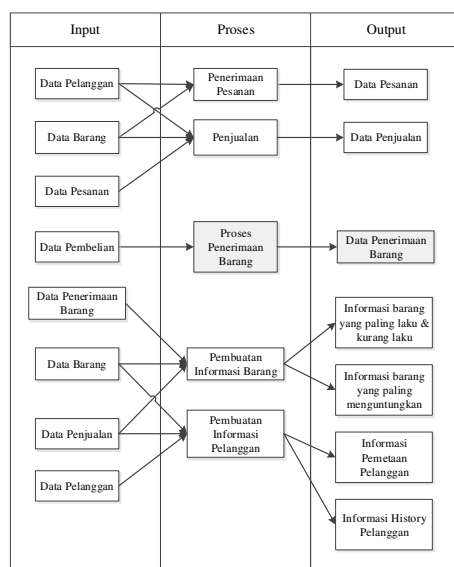 Input
Proses
Output
Data Pelanggan
Penerimaan
Pesanan
Data Pesanan
Data Barang
Penjualan
Data Penjualan
Data Pesanan
Data Pembelian
Proses
Penerimaan
Barang
Data Penerimaan
Barang
Data Penerimaan
Barang
Informasi barang
yang paling laku &
kurang laku
Data Barang
Pembuatan
Informasi Barang
Informasi barang
yang paling
menguntungkan
Data Penjualan
Pembuatan
Informasi
Pelanggan
Informasi
Pemetaan
Pelanggan
Data Pelanggan
Informasi History
Pelanggan